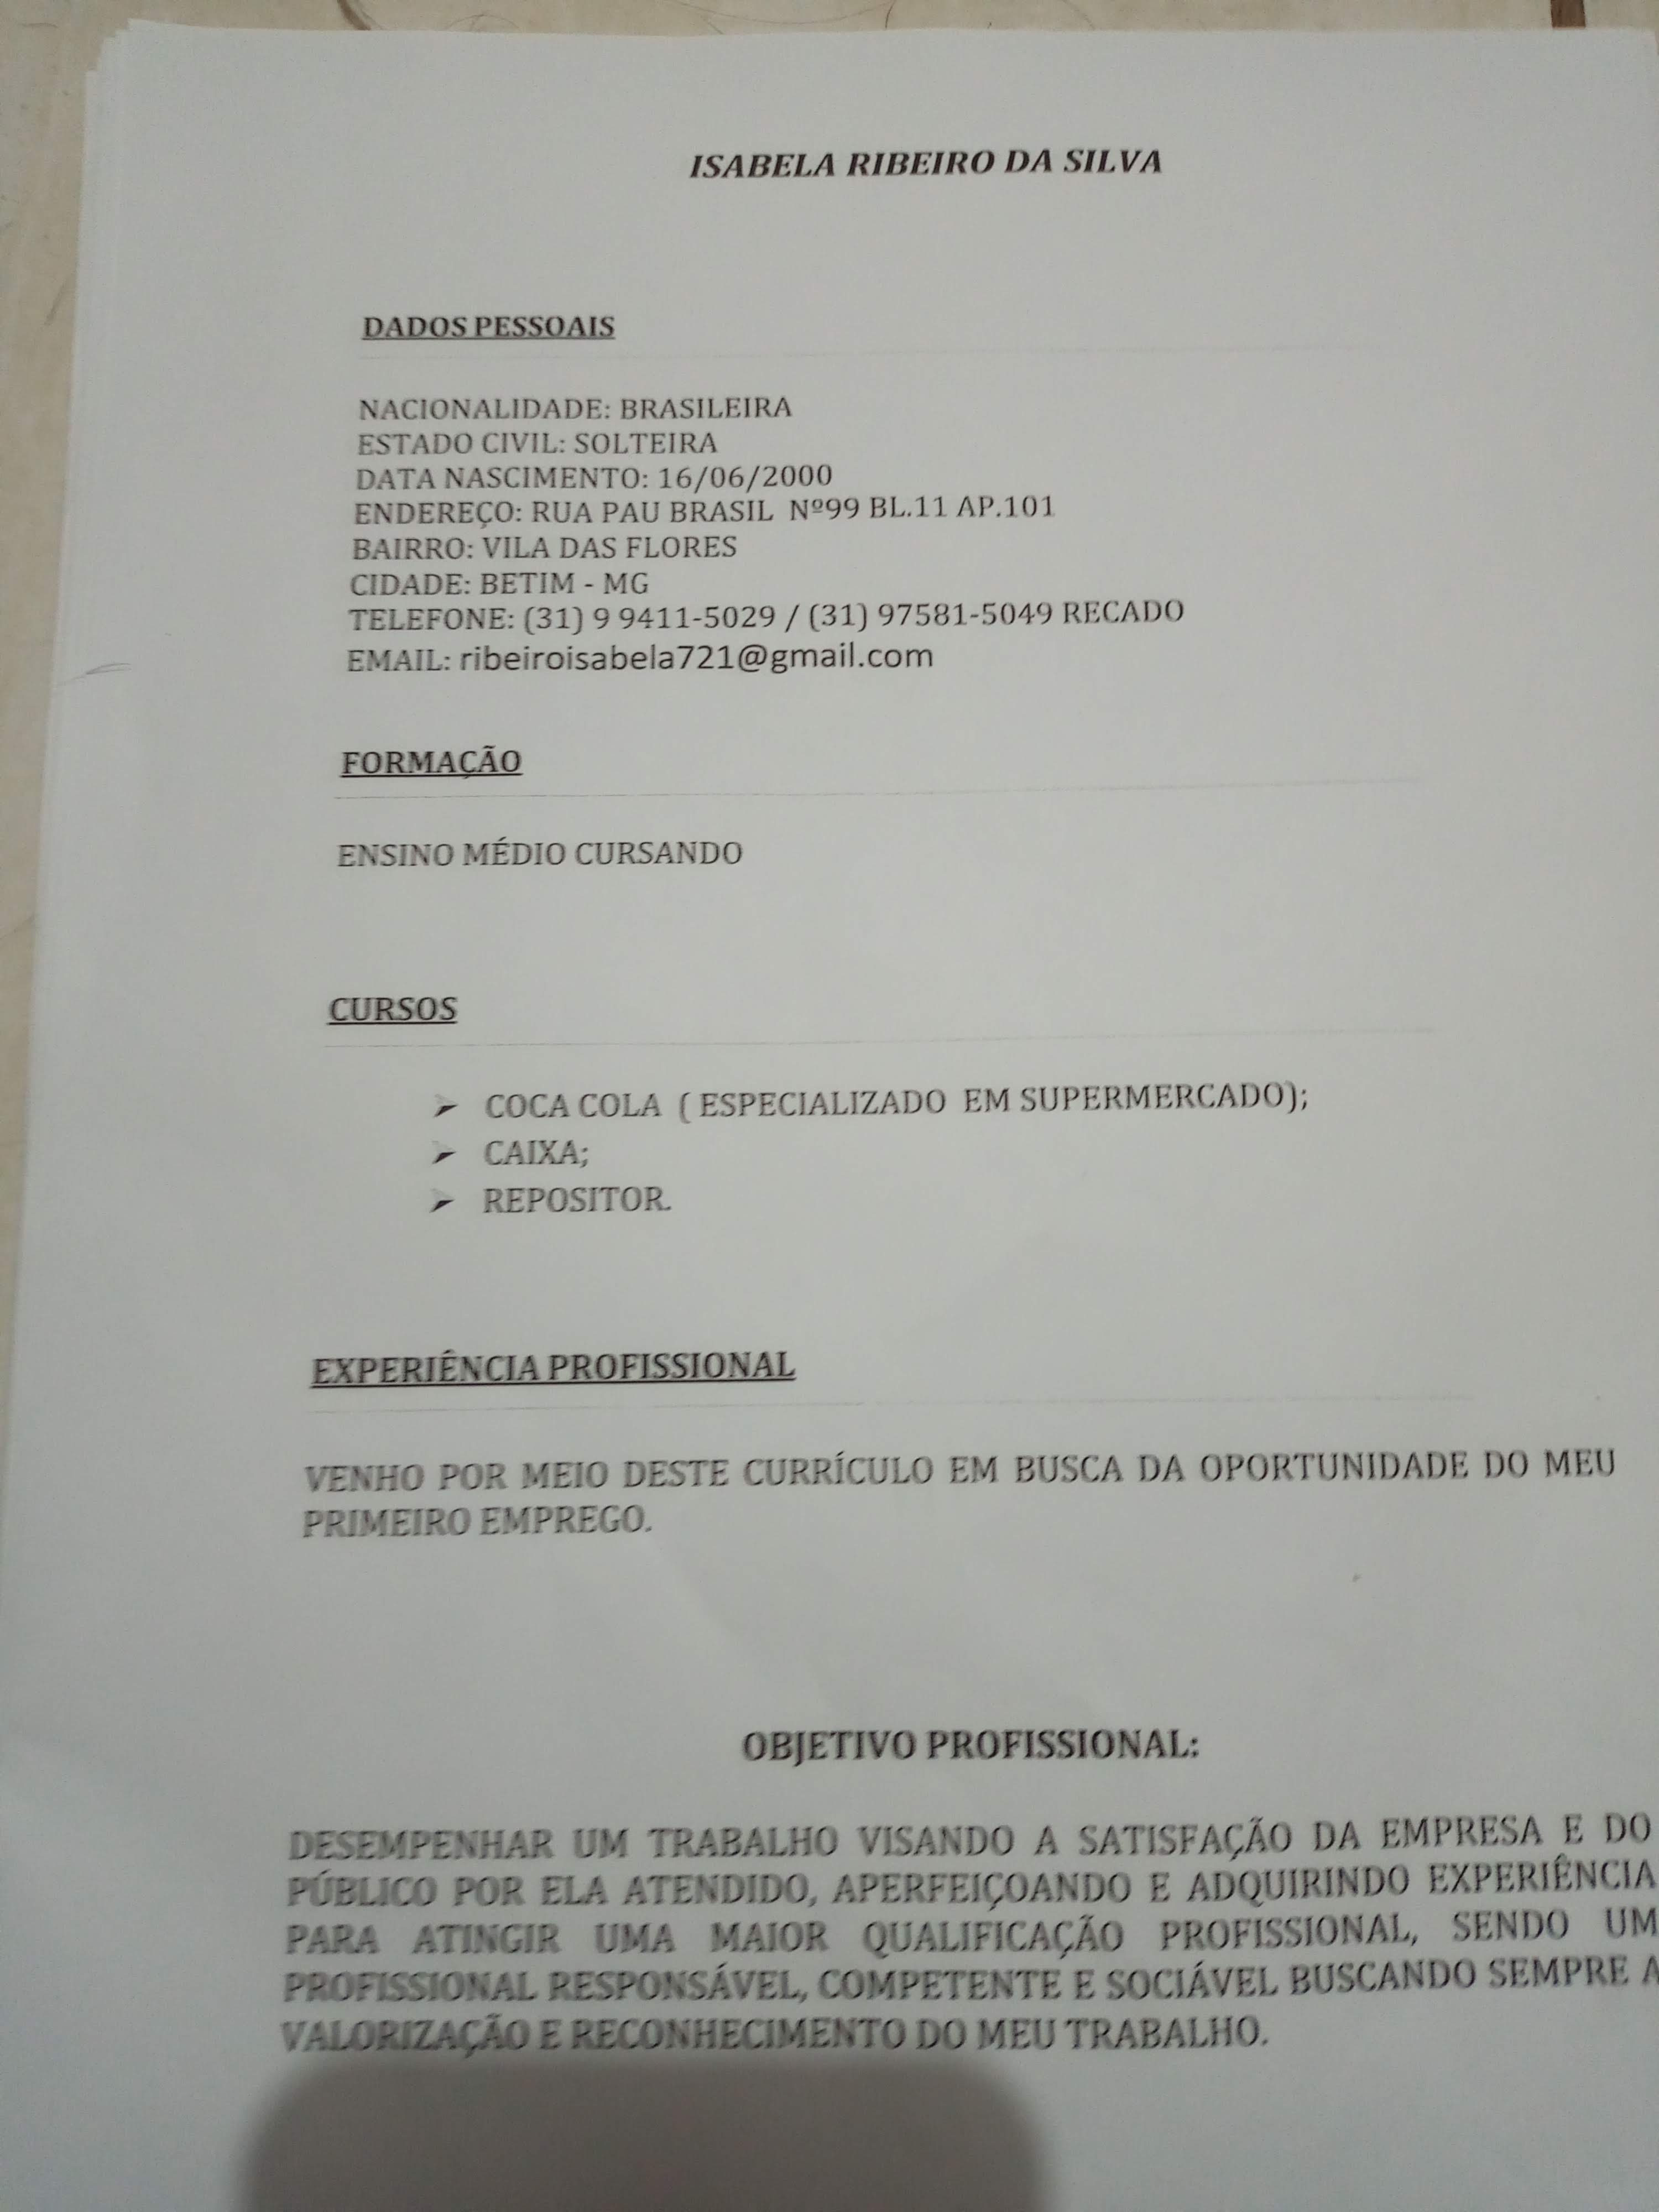 ISABELA RIBEIRO DA SILVA
DADOS PESSOAIS
NACIONALIDADE: BRASILEIRA
ESTADO CIVIL: SOLTEIRA
DATA NASCIMENTO: 16/06/2000
ENDEREÇO: RUA PAU BRASIL Nº99 BL.11 AP.101
BAIRRO: VILA DAS FLORES
CIDADE: BETIM - MG
TELEFONE: (31) 9 9411-5029 / (31) 97581-5049 RECADO
EMAIL: ribeiroisabela721@gmail.com
FORMAÇÃO
ENSINO MÉDIO CURSANDO
CURSOS
➢ COCA COLA ( ESPECIALIZADO EM SUPERMERCADO);
➢ CAIXA;
➢ REPOSITOR.
EXPERIÊNCIA PROFISSIONAL
VENHO POR MEIO DESTE CURRÍCULO EM BUSCA DA OPORTUNIDADE DO MEU
PRIMEIRO EMPREGO.
OBJETIVO PROFISSIONAL:
DESEMPENHAR UM TRABALHO VISANDO A SATISFAÇÃO DA EMPRESA E DO
PÚBLICO POR ELA ATENDIDO, APERFEIÇOANDO E ADQUIRINDO EXPERIÊNCIA
PARA ATINGIR UMA MAIOR QUALIFICAÇÃO PROFISSIONAL, SENDO UM
PROFISSIONAL RESPONSÁVEL, COMPETENTE E SOCIÁVEL BUSCANDO SEMPRE A
VALORIZAÇÃO E RECONHECIMENTO DO MEU TRABALHO.